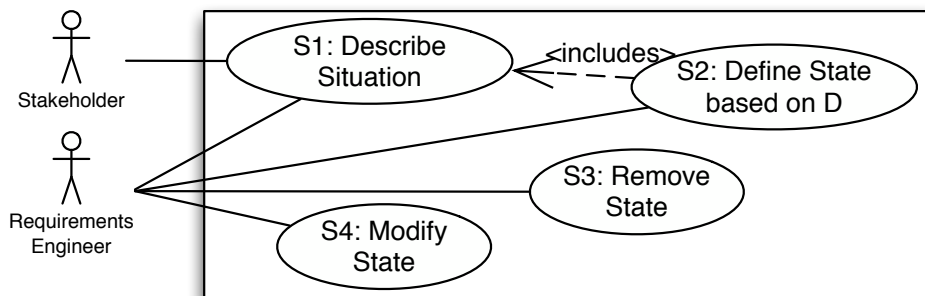 S1: Describe
Situation
<includes>
S2: Define State
based on D
Stakeholder
S3: Remove
State
Requirements
Engineer
S4: Modify
State